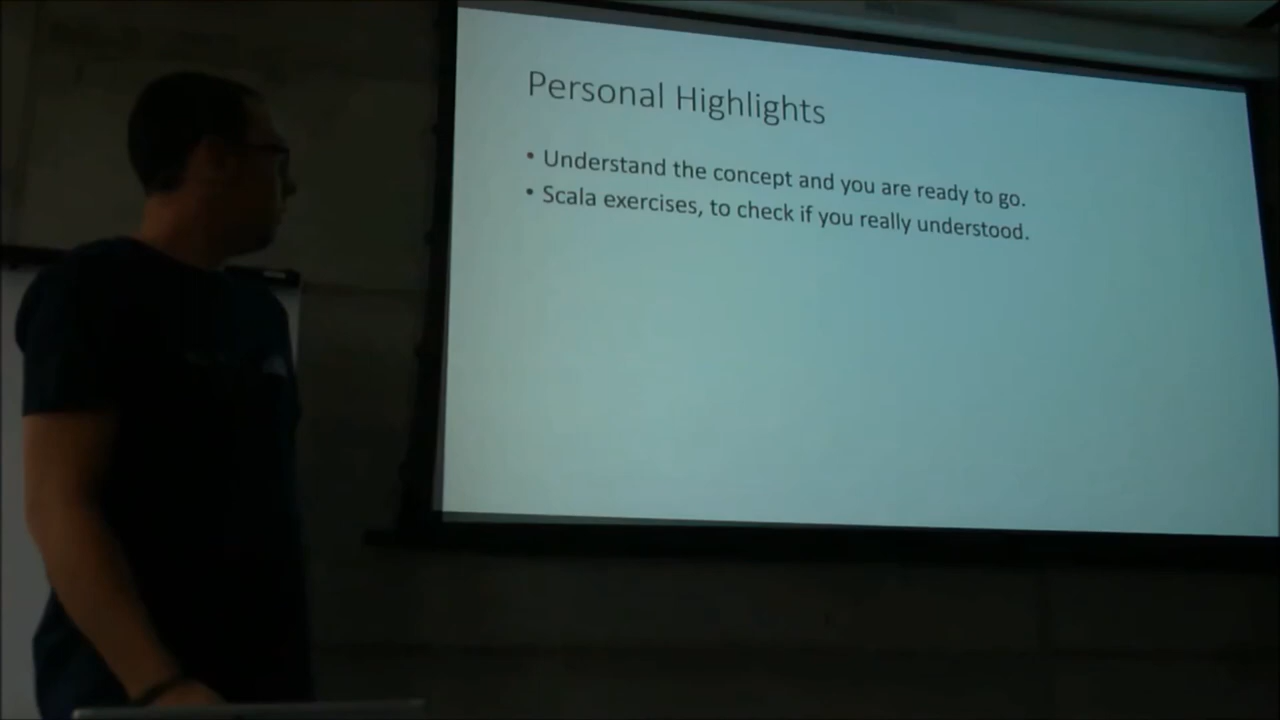 Personal Highlights
• Understand the concept and you are ready to go.
• Scala exercises, to check if you really understood.